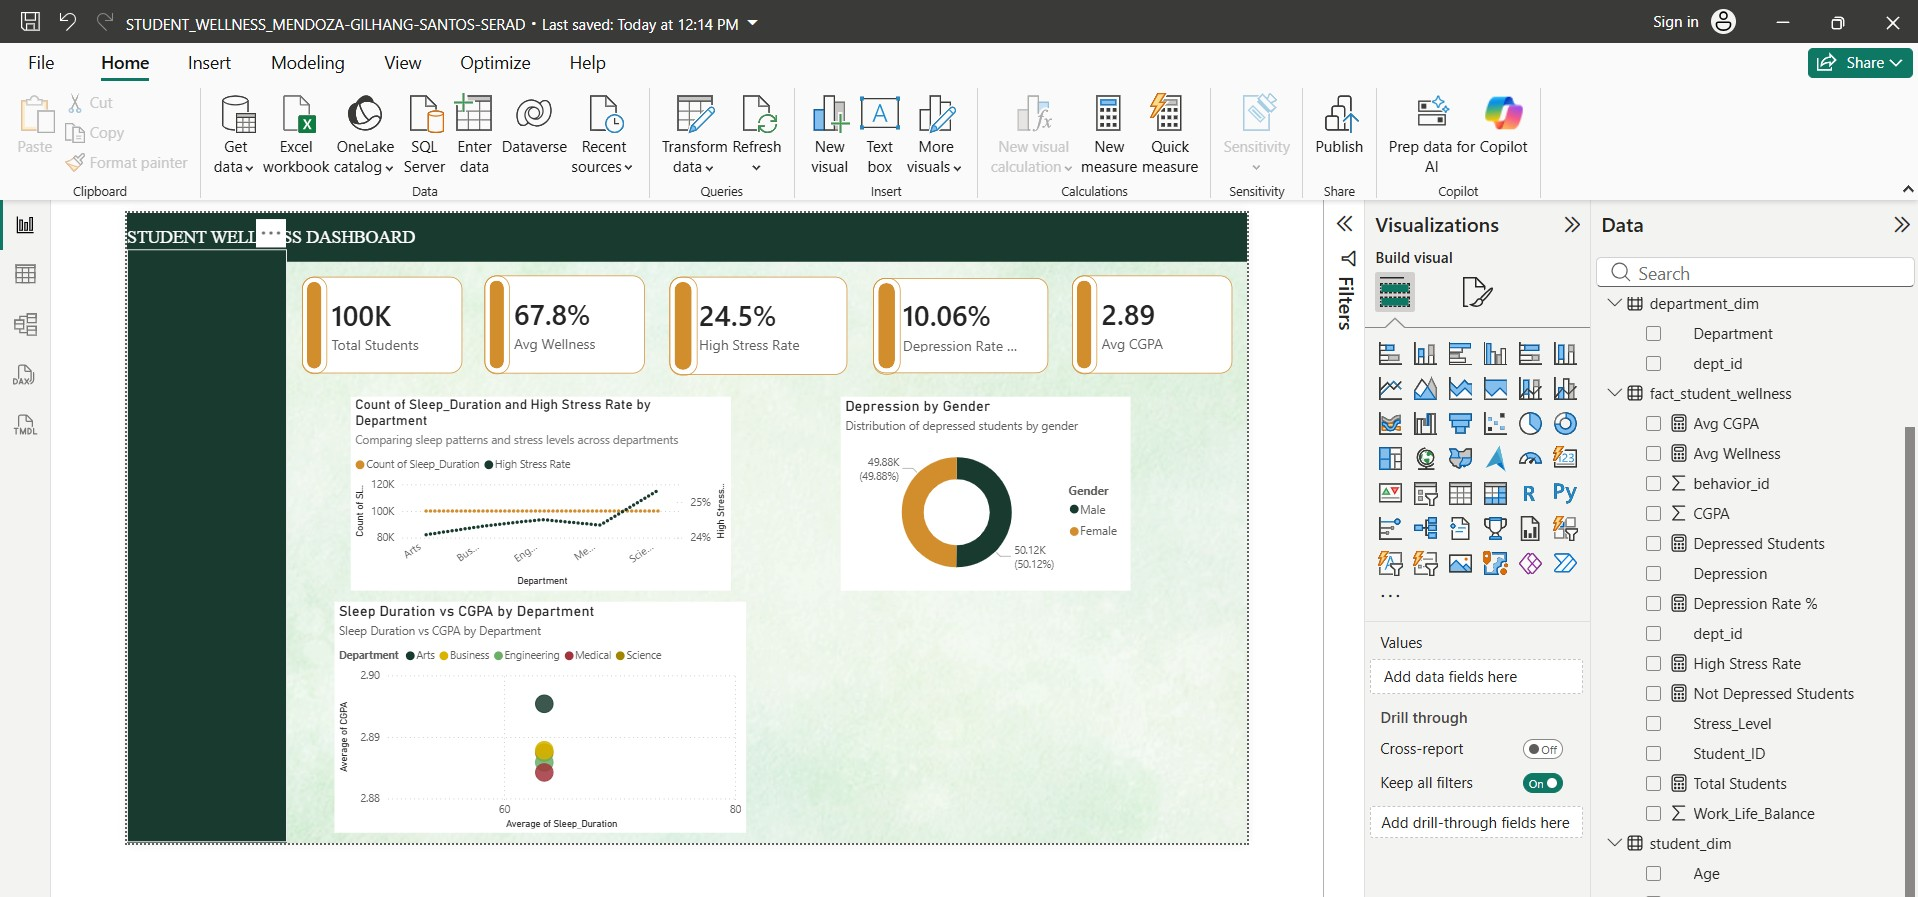 STUDENT_WELLNESS_MENDOZA-GILHANG-SANTOS-SERAD • Last saved: Today at 12:14 PM
Sign in
File Home Insert Modeling View Optimize Help
Share
Paste
Cut
Copy
Format painter
Clipboard
Get data
Excel workbook
OneLake catalog
SQL Server
Enter data
Dataverse
Recent sources
Data
Transform data
Refresh
Queries
New visual
Text box
More visuals
Insert
New visual calculation
New measure
Quick measure
Calculations
Sensitivity
Sensitivity
Publish
Share
Prep data for AI
Copilot
Copilot
DAX
TMDL
STUDENT WELL
SS DASHBOARD
100K
Total Students
67.8%
Avg Wellness
24.5%
High Stress Rate
10.06%
Depression Rate ...
2.89
Avg CGPA
Count of Sleep_Duration and High Stress Rate by
Department
Comparing sleep patterns and stress levels across departments
Count of Sleep_Duration High Stress Rate
Count of Sl...
120K
100K
80K
25%
24%
High Stress...
Arts Bus... Eng... Me... Scie...
Department
Depression by Gender
Distribution of depressed students by gender
49.88K
(49.88%)
50.12K
(50.12%)
Gender
Male
Female
Sleep Duration vs CGPA by Department
Sleep Duration vs CGPA by Department
Department Arts Business Engineering Medical Science
Average of CGPA
2.90
2.89
2.88
60 80
Average of Sleep_Duration
Filters
Visualizations
Build visual
123
R
Py
Values
Add data fields here
Drill through
Cross-report
Off
Keep all filters
On
Add drill-through fields here
Data
Search
department_dim
Department
dept_id
fact_student_wellness
Avg CGPA
Avg Wellness
behavior_id
CGPA
Depressed Students
Depression
Depression Rate %
dept_id
High Stress Rate
Not Depressed Students
Stress_Level
Student_ID
Total Students
Work_Life_Balance
student_dim
Age